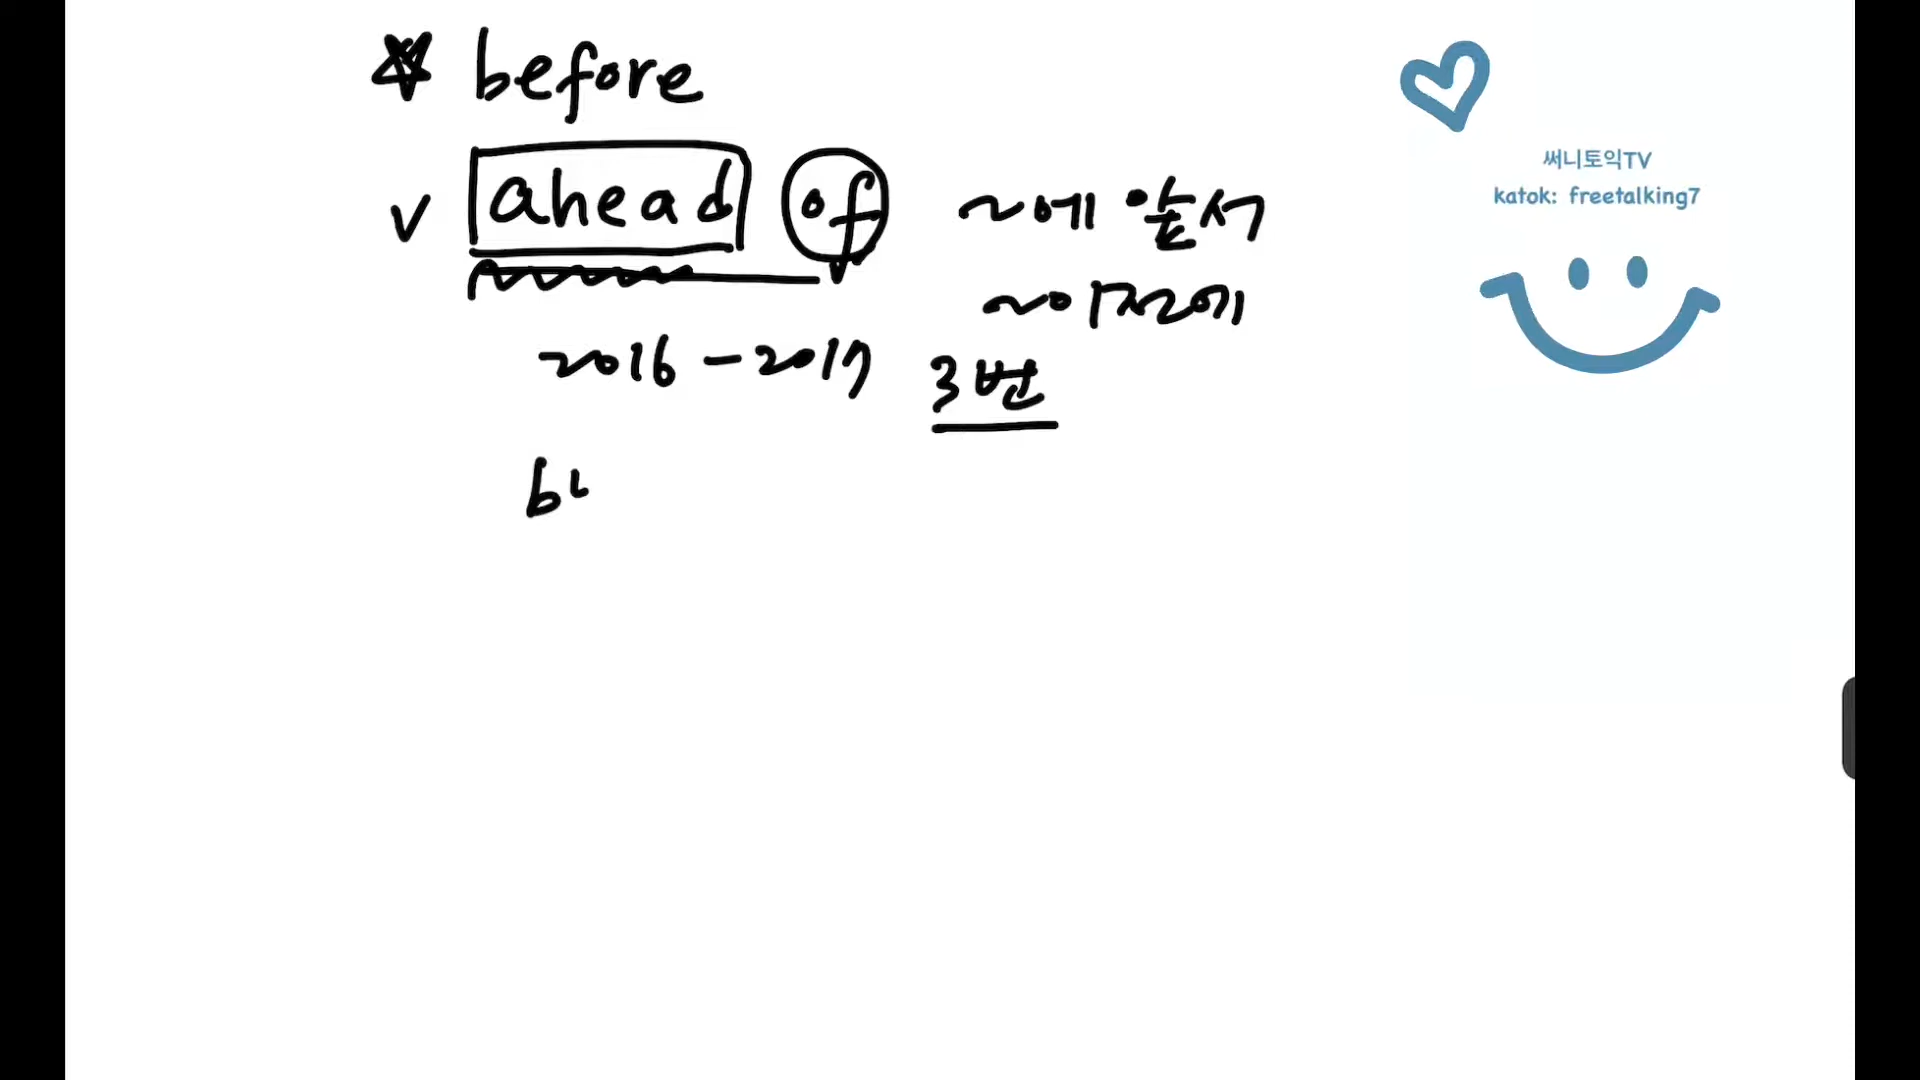 ☆ before
v ahead of ~에 앞서
~이전에
2016-2017 3번
써니토익TV
katok: freetalking7